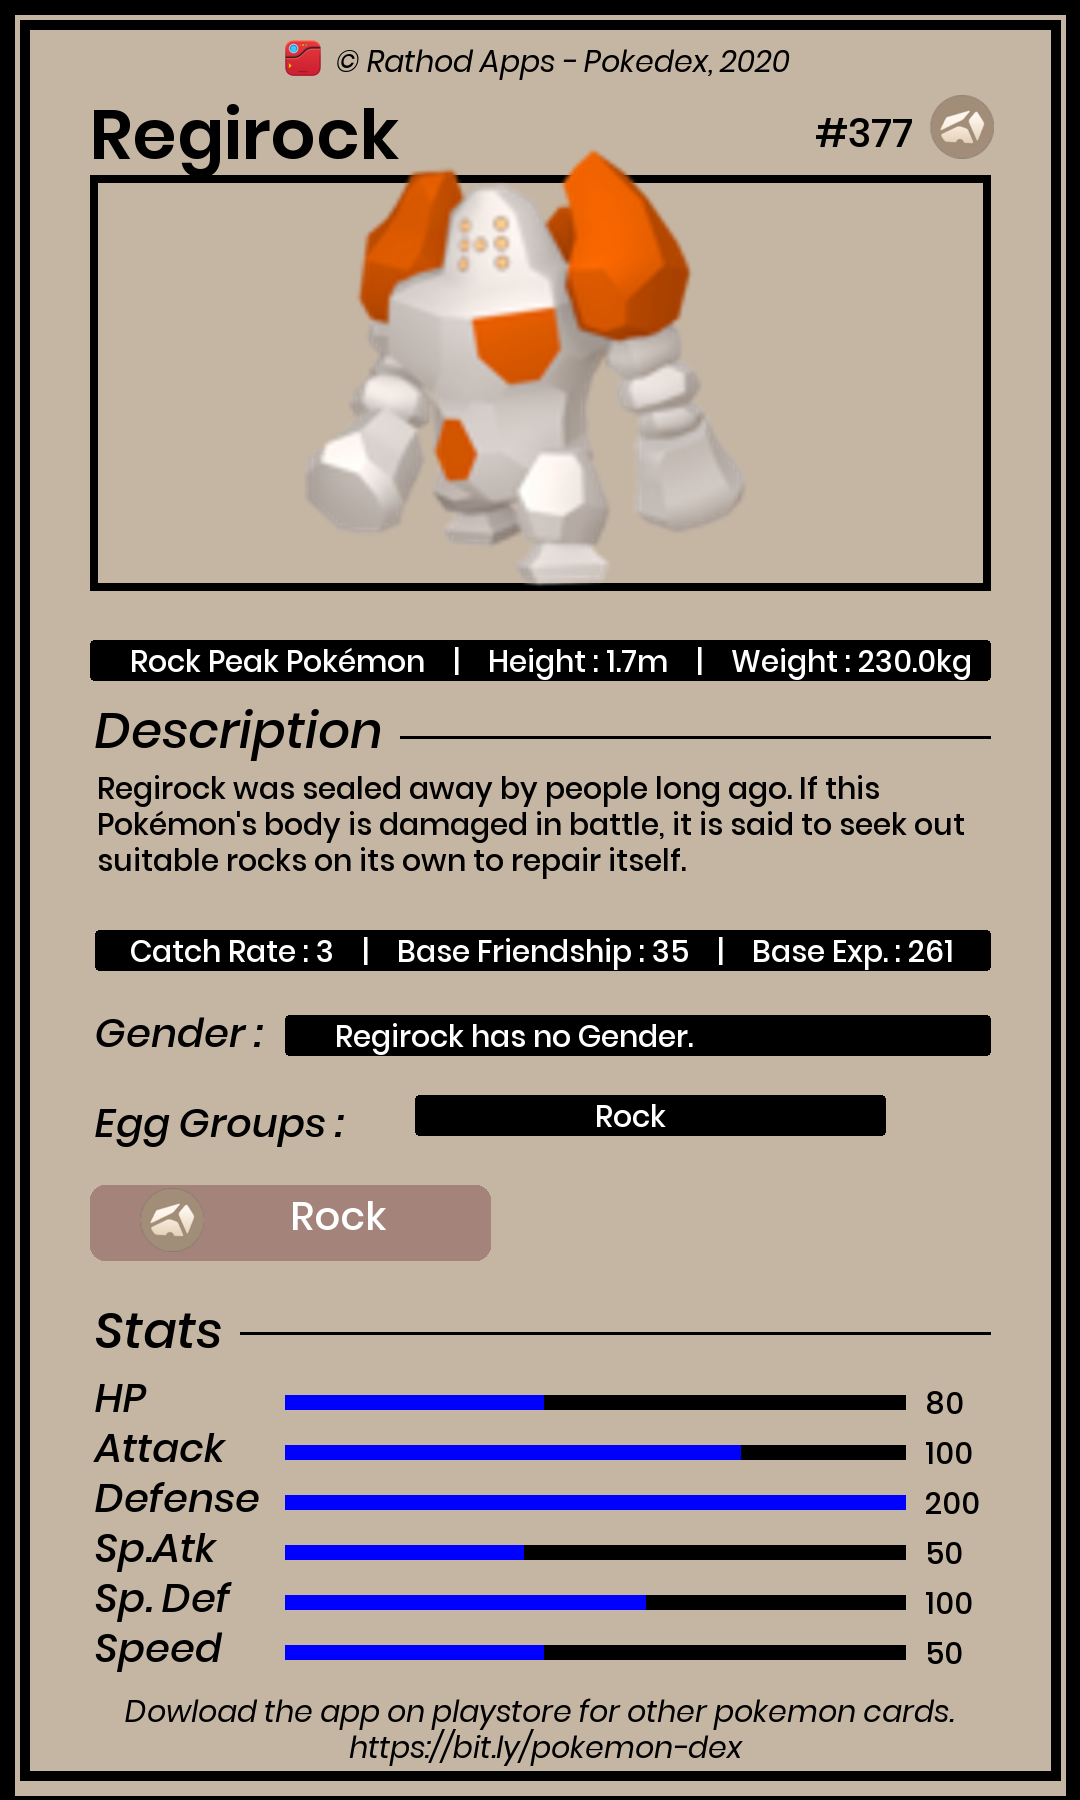 © Rathod Apps - Pokedex, 2020
Regirock
#377
Rock Peak Pokémon | Height : 1.7m | Weight : 230.0kg
Description
Regirock was sealed away by people long ago. If this
Pokémon's body is damaged in battle, it is said to seek out
suitable rocks on its own to repair itself.
Catch Rate : 3 | Base Friendship : 35 | Base Exp. : 261
Gender : Regirock has no Gender.
Egg Groups : Rock
Rock
Stats
HP 80
Attack 100
Defense 200
Sp.Atk 50
Sp. Def 100
Speed 50
Dowload the app on playstore for other pokemon cards.
https://bit.ly/pokemon-dex